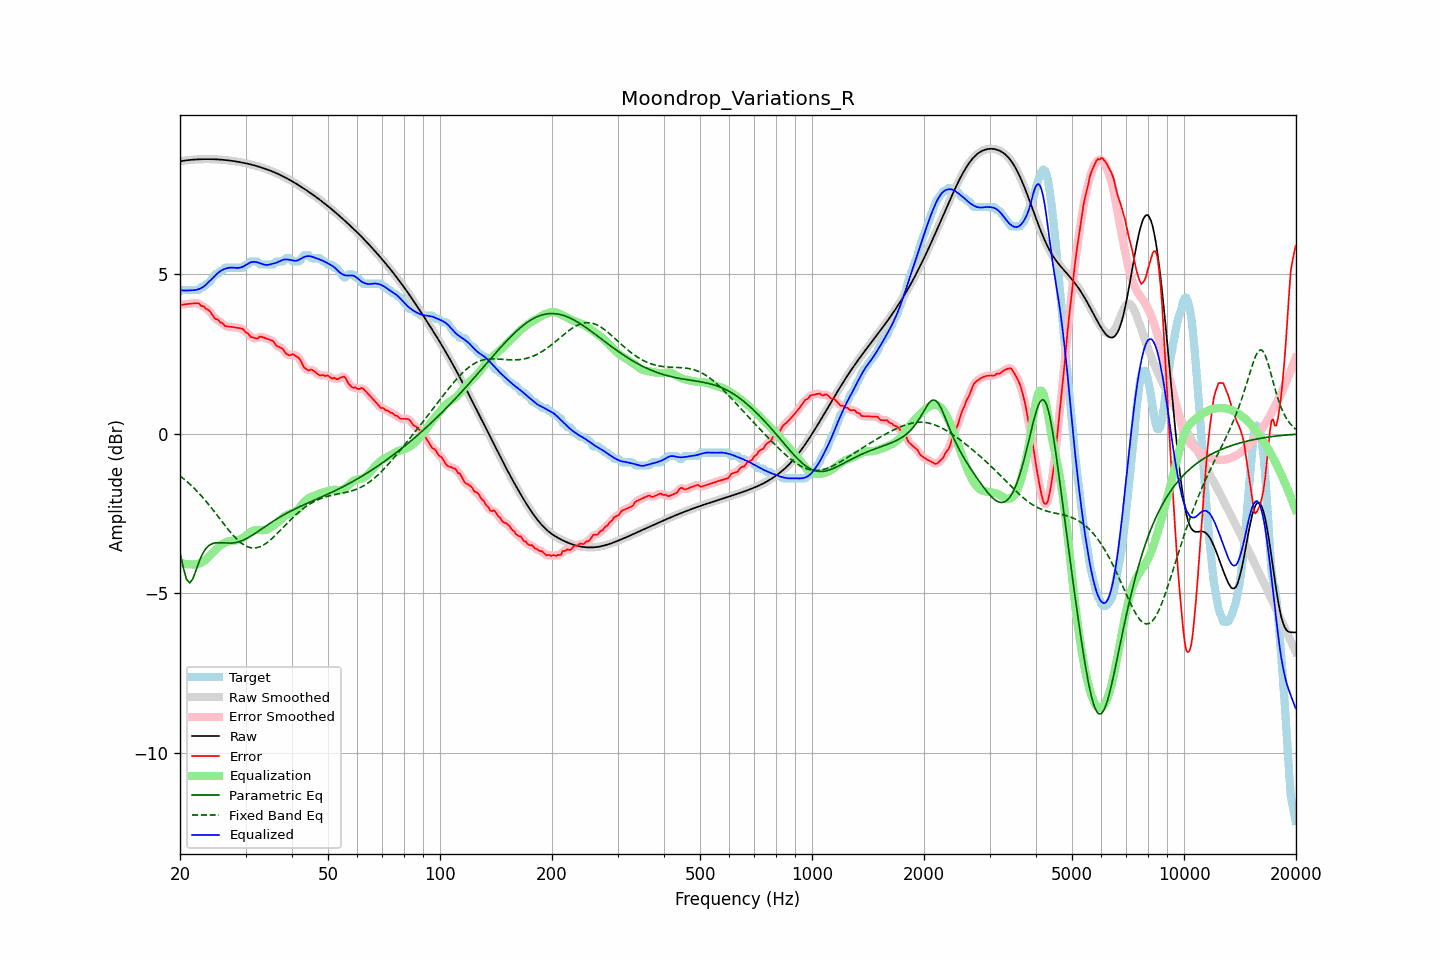 Moondrop_Variations_R
Amplitude (dBr)
5
0
−5
−10
Target
Raw Smoothed
Error Smoothed
Raw
Error
Equalization
Parametric Eq
Fixed Band Eq
Equalized
20 50 100 200 500 1000 2000 5000 10000 20000
Frequency (Hz)